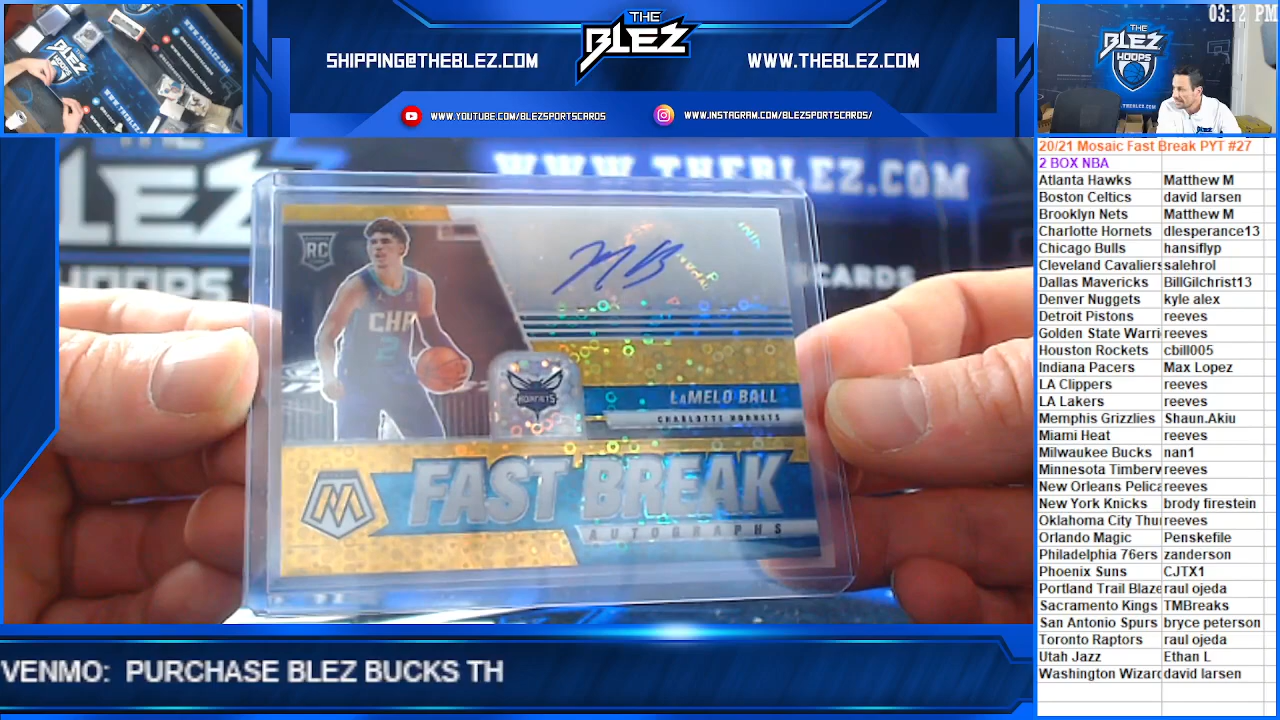 THE
BLEZ
SHIPPING@THEBLEZ.COM
WWW.THEBLEZ.COM
WWW.YOUTUBE.COM/BLEZSPORTSCARDS
WWW.INSTAGRAM.COM/BLEZSPORTSCARDS/
03:12 PM
THE
BLEZ
HOOPS
WWW.THEBLEZ.COM
RC
CHA
2
HORNETS
LAMELO BALL
CHARLOTTE HORNETS
M
FAST BREAK
AUTOGRAPHS
20/21 Mosaic Fast Break PYT #27
2 BOX NBA
Atlanta Hawks Matthew M
Boston Celtics david larsen
Brooklyn Nets Matthew M
Charlotte Hornets dlesperance13
Chicago Bulls hansiflyp
Cleveland Cavaliers salehrol
Dallas Mavericks BillGilchrist13
Denver Nuggets kyle alex
Detroit Pistons reeves
Golden State Warri reeves
Houston Rockets cbill005
Indiana Pacers Max Lopez
LA Clippers reeves
LA Lakers reeves
Memphis Grizzlies Shaun.Akiu
Miami Heat reeves
Milwaukee Bucks nan1
Minnesota Timberw reeves
New Orleans Pelica reeves
New York Knicks brody firestein
Oklahoma City Thu reeves
Orlando Magic Penskefile
Philadelphia 76ers zanderson
Phoenix Suns CJTX1
Portland Trail Blaze raul ojeda
Sacramento Kings TMBreaks
San Antonio Spurs bryce peterson
Toronto Raptors raul ojeda
Utah Jazz Ethan L
Washington Wizard david larsen
VENMO: PURCHASE BLEZ BUCKS TH